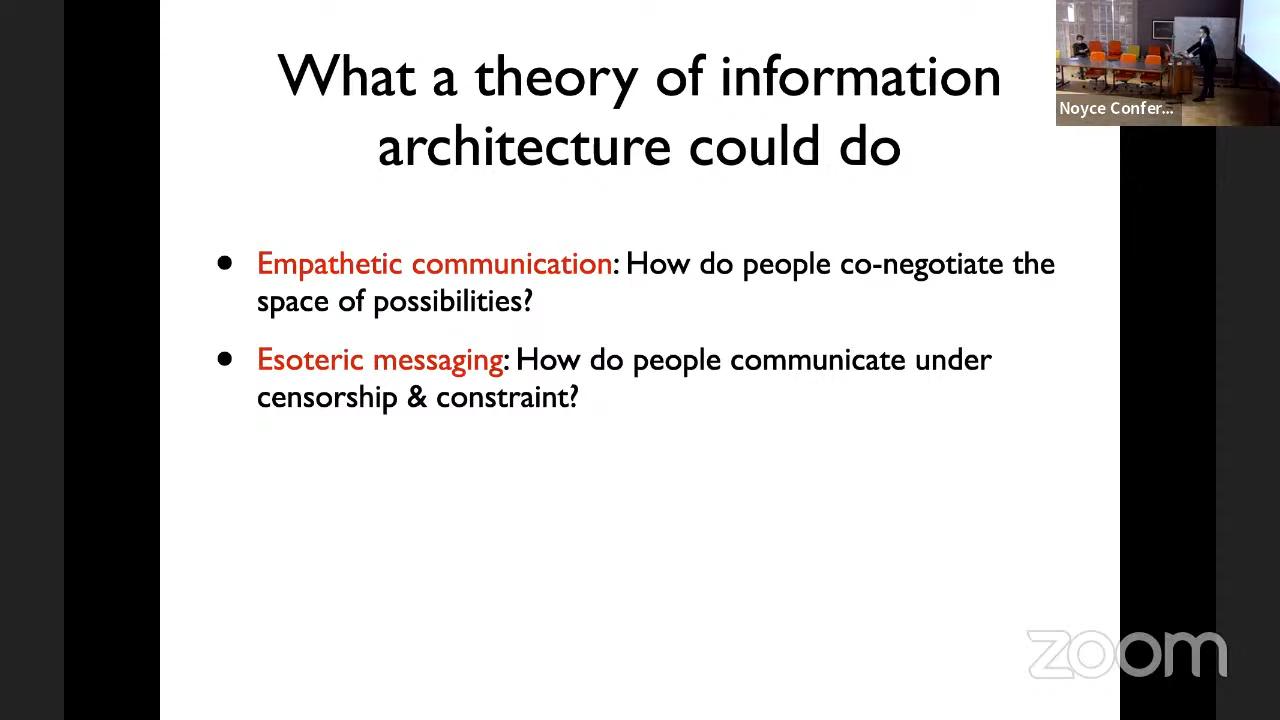 What a theory of information
architecture could do
Noyce Confer...
• Empathetic communication: How do people co-negotiate the
space of possibilities?
• Esoteric messaging: How do people communicate under
censorship & constraint?
zoom